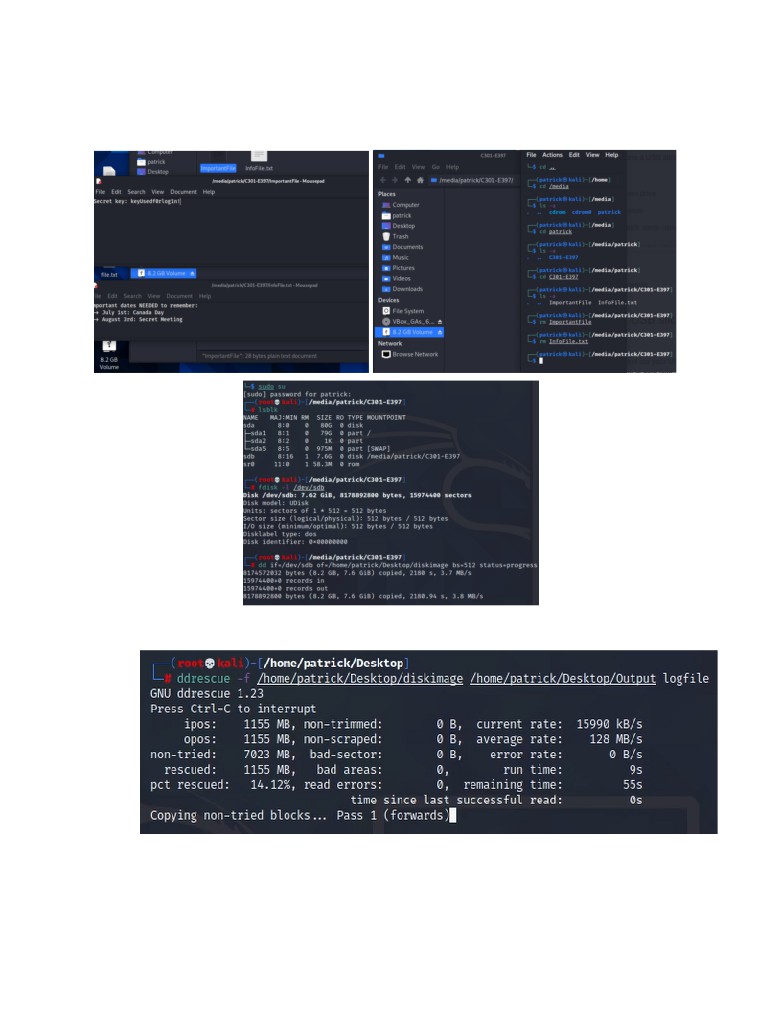 Computer
patrick
Desktop
ImportantFile
InfoFile.txt
/media/patrick/C301-E397/ImportantFile - Mousepad
File Edit Search View Document Help
Secret key: keyUsedf0rlogin!
file.txt
8.2 GB Volume
/media/patrick/C301-E397/InfoFile.txt - Mousepad
File Edit Search View Document Help
mportant dates NEEDED to remember:
→ July 1st: Canada Day
→ August 3rd: Secret Meeting
8.2 GB
Volume
"ImportantFile": 28 bytes plain text document
C301-E397
File Edit View Go Help
/media/patrick/C301-E397/
Places
Computer
patrick
Desktop
Trash
Documents
Music
Pictures
Videos
Downloads
Devices
File System
VBox_GAs_6...
8.2 GB Volume
Network
Browse Network
File Actions Edit View Help
└─$ cd ..
┌──(patrick㉿kali)-[/home]
└─$ cd /media
┌──(patrick㉿kali)-[/media]
└─$ ls -a
. .. cdrom cdrom0 patrick
┌──(patrick㉿kali)-[/media]
└─$ cd patrick
┌──(patrick㉿kali)-[/media/patrick]
└─$ ls -a
. .. C301-E397
┌──(patrick㉿kali)-[/media/patrick]
└─$ cd C301-E397
┌──(patrick㉿kali)-[/media/patrick/C301-E397]
└─$ ls -a
. .. ImportantFile InfoFile.txt
┌──(patrick㉿kali)-[/media/patrick/C301-E397]
└─$ rm ImportantFile
┌──(patrick㉿kali)-[/media/patrick/C301-E397]
└─$ rm InfoFile.txt
┌──(patrick㉿kali)-[/media/patrick/C301-E397]
└─$
└─$ sudo su
[sudo] password for patrick:
┌──(root💀kali)-[/media/patrick/C301-E397]
└─# lsblk
NAME MAJ:MIN RM SIZE RO TYPE MOUNTPOINT
sda 8:0 0 80G 0 disk
├─sda1 8:1 0 79G 0 part /
├─sda2 8:2 0 1K 0 part
└─sda5 8:5 0 975M 0 part [SWAP]
sdb 8:16 1 7.6G 0 disk /media/patrick/C301-E397
sr0 11:0 1 58.3M 0 rom
┌──(root💀kali)-[/media/patrick/C301-E397]
└─# fdisk -l /dev/sdb
Disk /dev/sdb: 7.62 GiB, 8178892800 bytes, 15974400 sectors
Disk model: UDisk
Units: sectors of 1 * 512 = 512 bytes
Sector size (logical/physical): 512 bytes / 512 bytes
I/O size (minimum/optimal): 512 bytes / 512 bytes
Disklabel type: dos
Disk identifier: 0×00000000
┌──(root💀kali)-[/media/patrick/C301-E397]
└─# dd if=/dev/sdb of=/home/patrick/Desktop/diskimage bs=512 status=progress
8174572032 bytes (8.2 GB, 7.6 GiB) copied, 2180 s, 3.7 MB/s
15974400+0 records in
15974400+0 records out
8178892800 bytes (8.2 GB, 7.6 GiB) copied, 2180.94 s, 3.8 MB/s
┌──(root💀kali)-[/home/patrick/Desktop]
└─# ddrescue -f /home/patrick/Desktop/diskimage /home/patrick/Desktop/Output logfile
GNU ddrescue 1.23
Press Ctrl-C to interrupt
ipos: 1155 MB, non-trimmed: 0 B, current rate: 15990 kB/s
opos: 1155 MB, non-scraped: 0 B, average rate: 128 MB/s
non-tried: 7023 MB, bad-sector: 0 B, error rate: 0 B/s
rescued: 1155 MB, bad areas: 0, run time: 9s
pct rescued: 14.12%, read errors: 0, remaining time: 55s
time since last successful read: 0s
Copying non-tried blocks... Pass 1 (forwards)